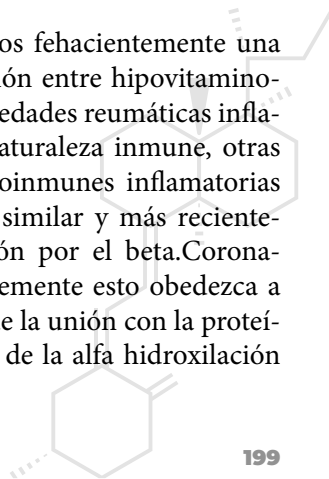 os fehacientemente una
ión entre hipovitamino-
edades reumáticas infla-
aturaleza inmune, otras
oinmunes inflamatorias
similar y más reciente-
ón por el beta.Corona-
emente esto obedezca a
e la unión con la proteí-
de la alfa hidroxilación
199